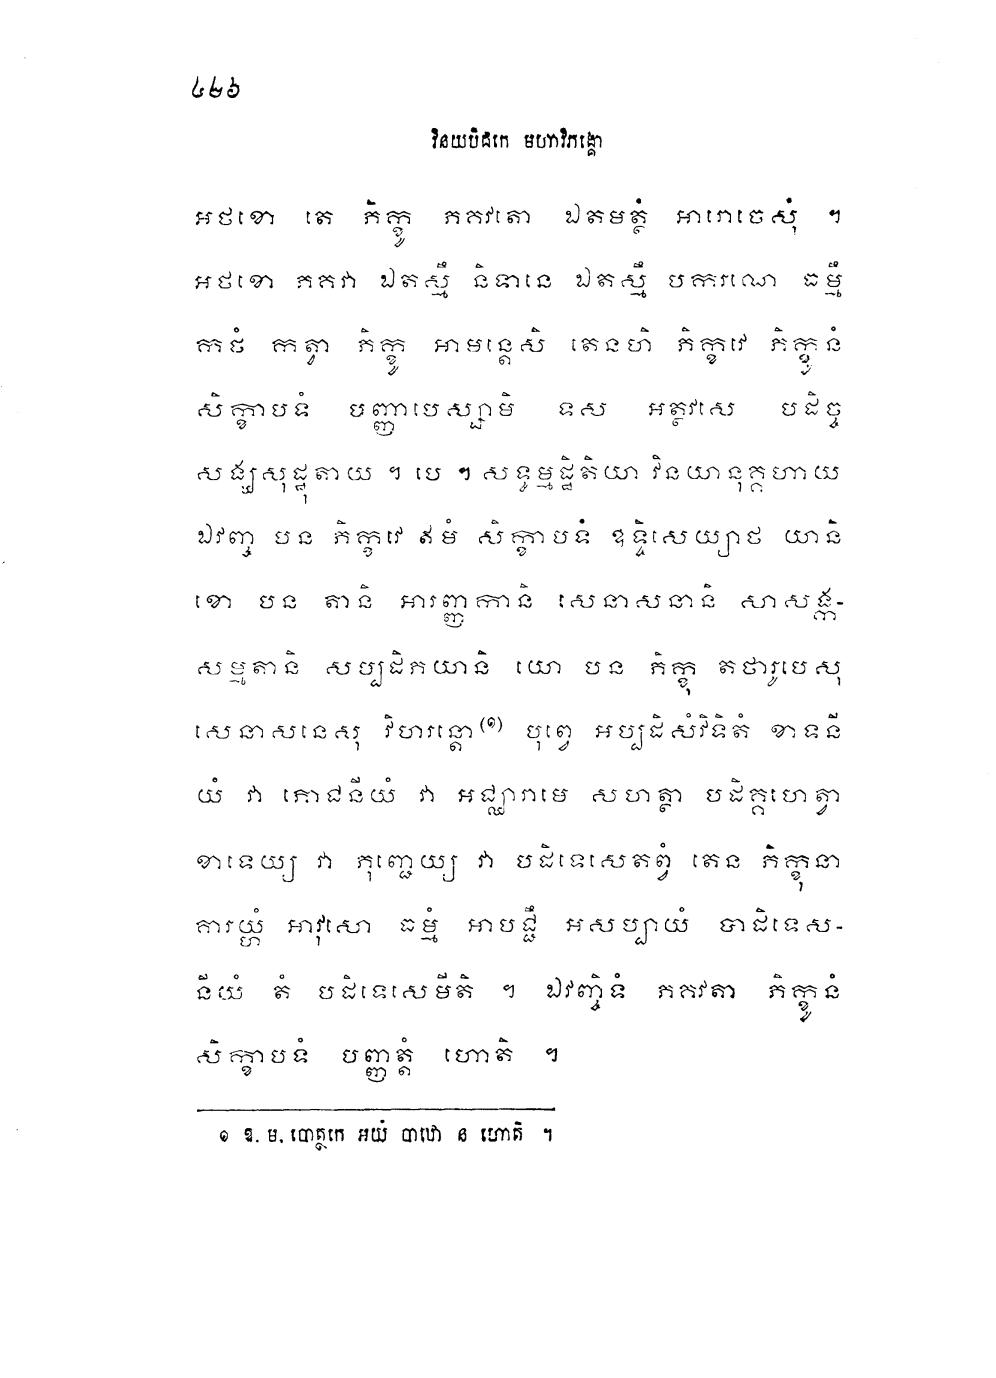 ៤២៦
វិនយបិដកេ មហាវិភង្គោ
អថខោ តេ ភិក្ខូ ភគវតោ ឯតមត្ថំ អារោចេសុំ ។
អថខោ ភគវា ឯតស្មឹ និទានេ ឯតស្មឹ បករណេ ធម្មឹ
កថំ កត្វា ភិក្ខូ អាមន្តេសិ តេនហិ ភិក្ខវេ ភិក្ខូនំ
សិក្ខាបទំ បញ្ញាបេស្សាមិ ទស អត្ថវសេ បដិច្ច
សង្ឃសុដ្ឋុតាយ ។ បេ ។ សទ្ធម្មដ្ឋិតិយា វិនយានុគ្គហាយ
ឯវញ្ច បន ភិក្ខវេ ឥមំ សិក្ខាបទំ ឧទ្ទិសេយ្យាថ យានិ
ខោ បន តានិ អារញ្ញកានិ សេនាសនានិ សាសង្ក-
សម្មតានិ សប្បដិភយានិ យោ បន ភិក្ខុ តថារូបេសុ
សេនាសនេសុ វិហរន្តោ (១) បុព្វេ អប្បដិសំវិទិតំ ខាទនី
យំ វា ភោជនីយំ វា អជ្ឈារាមេ សហត្ថា បដិគ្គហេត្វា
ខាទេយ្យ វា ភុញ្ជេយ្យ វា បដិទេសេតព្វំ តេន ភិក្ខុនា
គារយ្ហំ អាវុសោ ធម្មំ អាបជ្ជឹ អសប្បាយំ បាដិទេស-
នីយំ តំ បដិទេសេមីតិ ។ ឯវញ្ចិទំ ភគវតា ភិក្ខូនំ
សិក្ខាបទំ បញ្ញត្តំ ហោតិ ។
១ ឱ. ម. បោត្ថកេ អយំ បាឋោ ន ហោតិ ។